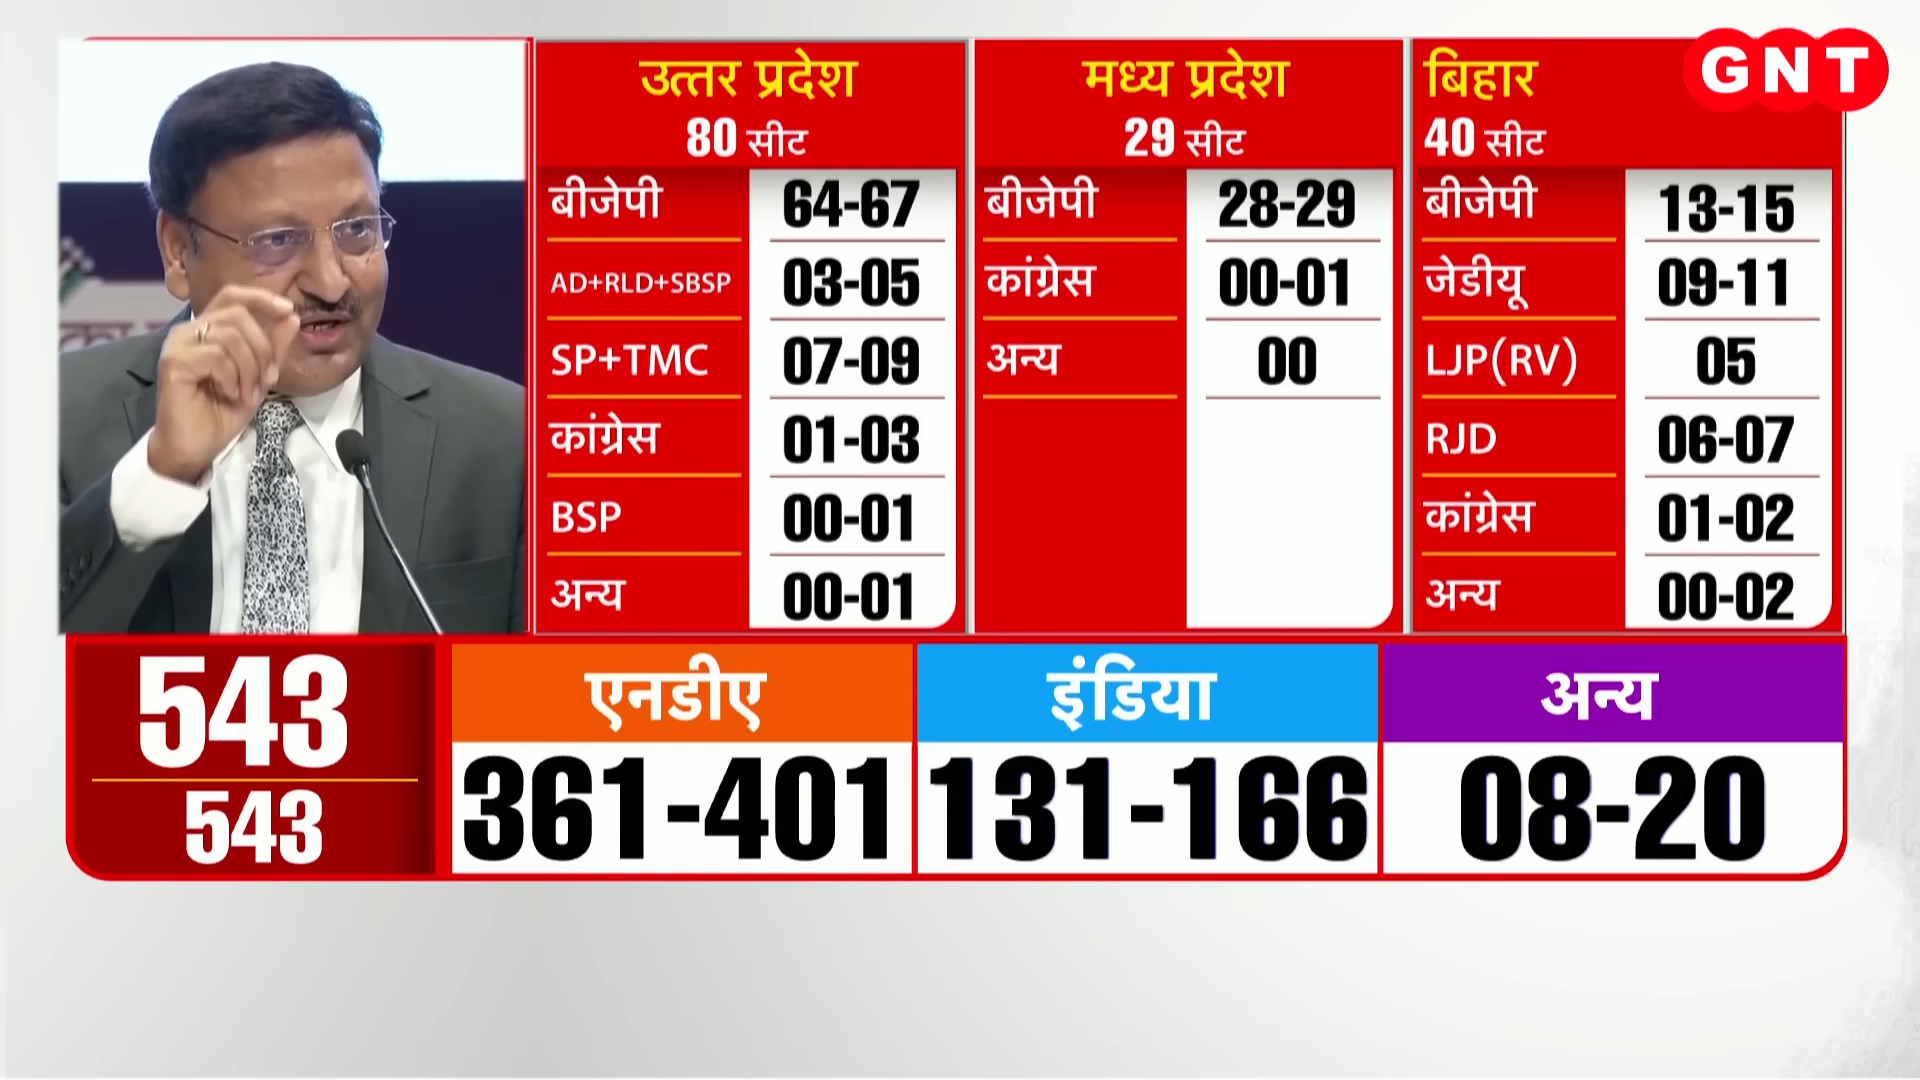 GNT
उत्तर प्रदेश
80 सीट
बीजेपी 64-67
AD+RLD+SBSP 03-05
SP+TMC 07-09
कांग्रेस 01-03
BSP 00-01
अन्य 00-01
मध्य प्रदेश
29 सीट
बीजेपी 28-29
कांग्रेस 00-01
अन्य 00
बिहार
40 सीट
बीजेपी 13-15
जेडीयू 09-11
LJP(RV) 05
RJD 06-07
कांग्रेस 01-02
अन्य 00-02
543
543
एनडीए
361-401
इंडिया
131-166
अन्य
08-20